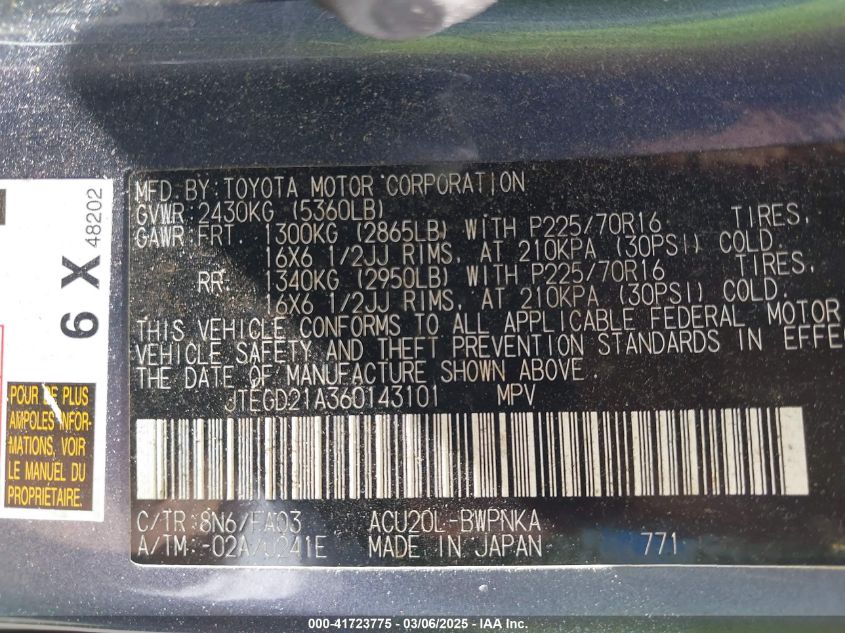 MFD. BY: TOYOTA MOTOR CORPORATION
GVWR: 2430KG (5360LB)
GAWR: FRT. 1300KG (2865LB) WITH P225/70R16 TIRES,
16X6 1/2JJ RIMS, AT 210KPA (30PSI) COLD.
RR: 1340KG (2950LB) WITH P225/70R16 TIRES,
16X6 1/2JJ RIMS, AT 210KPA (30PSI) COLD.
THIS VEHICLE CONFORMS TO ALL APPLICABLE FEDERAL MOTOR
VEHICLE SAFETY AND THEFT PREVENTION STANDARDS IN EFFE
THE DATE OF MANUFACTURE SHOWN ABOVE.
JTEGD21A360143101 MPV
C/TR: 8N6/FA03 ACU20L-BWPNKA
A/TM: -02A/U241E MADE IN JAPAN 771
6 X
48202
POUR DE PLUS
AMPLES INFOR-
MATIONS, VOIR
LE MANUEL DU
PROPRIÉTAIRE.
000-41723775 - 03/06/2025 - IAA Inc.